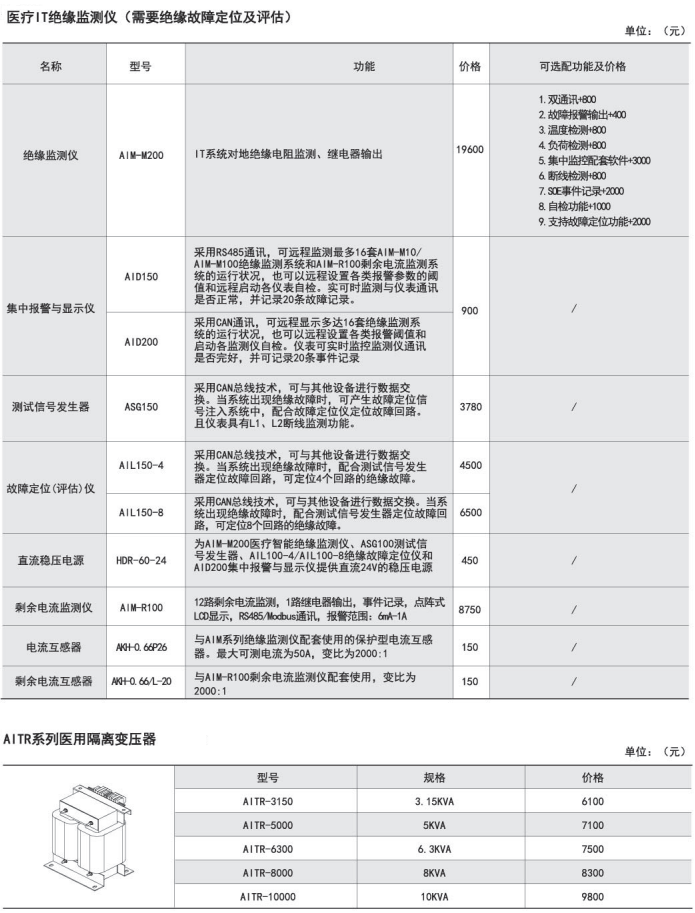 医疗IT绝缘监测仪（需要绝缘故障定位及评估）
单位：（元）
名称 型号 功能 价格 可选配功能及价格
绝缘监测仪 AIM-M200 IT系统对地绝缘电阻监测、继电器输出 19600
1. 双通讯+800
2. 故障报警输出+400
3. 温度检测+800
4. 负荷检测+800
5. 集中监控配套软件+3000
6. 断线检测+800
7. SOE事件记录+2000
8. 自检功能+1000
9. 支持故障定位功能+2000
集中报警与显示仪
AID150
采用RS485通讯，可远程监测最多16套AIM-M10/
AIM-M100绝缘监测系统和AIM-R100剩余电流监测系
统的运行状况，也可以远程设置各类报警参数的阈
值和远程启动各仪表自检。实可时监测与仪表通讯
是否正常，并记录20条故障记录。
900
/
AID200
采用CAN通讯，可远程显示多达16套绝缘监测系
统的运行状况，也可以远程设置各类报警阈值和
启动各监测仪自检。仪表可实时监控监测仪通讯
是否完好，并可记录20条事件记录
测试信号发生器
ASG150
采用CAN总线技术，可与其他设备进行数据交
换。当系统出现绝缘故障时，可产生故障定位信
号注入系统中，配合故障定位仪定位故障回路。
且仪表具有L1、L2断线监测功能。
3780
/
故障定位(评估)仪
AIL150-4
采用CAN总线技术，可与其他设备进行数据交
换。当系统出现绝缘故障时，配合测试信号发生
器定位故障回路，可定位4个回路的绝缘故障。
4500
/
AIL150-8
采用CAN总线技术，可与其他设备进行数据交换。当系
统出现绝缘故障时，配合测试信号发生器定位故障回
路，可定位8个回路的绝缘故障。
6500
直流稳压电源
HDR-60-24
为AIM-M200医疗智能绝缘监测仪、ASG100测试信
号发生器、AIL100-4/AIL100-8绝缘故障定位仪和
AID200集中报警与显示仪提供直流24V的稳压电源
450
/
剩余电流监测仪
AIM-R100
12路剩余电流监测，1路继电器输出，事件记录，点阵式
LCD显示，RS485/Modbus通讯，报警范围：6mA-1A
8750
/
电流互感器
AKH-0.66P26
与AIM系列绝缘监测仪配套使用的保护型电流互感
器。最大可测电流为50A，变比为2000:1
150
/
剩余电流互感器
AKH-0.66/L-20
与AIM-R100剩余电流监测仪配套使用，变比为
2000:1
150
/
AITR系列医用隔离变压器
单位：（元）
型号 规格 价格
AITR-3150 3.15KVA 6100
AITR-5000 5KVA 7100
AITR-6300 6.3KVA 7500
AITR-8000 8KVA 8300
AITR-10000 10KVA 9800